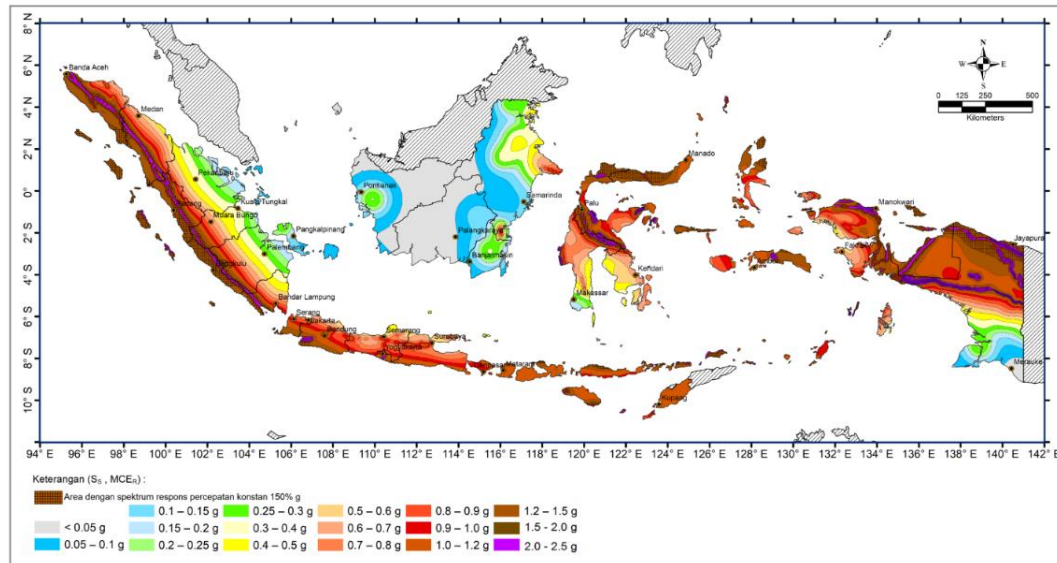 8° N
6° N
4° N
2° N
0°
2° S
4° S
6° S
8° S
10° S
94° E 96° E 98° E 100° E 102° E 104° E 106° E 108° E 110° E 112° E 114° E 116° E 118° E 120° E 122° E 124° E 126° E 128° E 130° E 132° E 134° E 136° E 138° E 140° E 142° E
N
W E
S
0 125 250 500
Kilometers
Banda Aceh
Medan
Pekanbaru
Kuala Tungkal
Padang
Muara Bungo
Pangkalpinang
Palembang
Bengkulu
Bandar Lampung
Serang
Jakarta
Bandung
Semarang
Yogyakarta
Surabaya
Mataram
Kupang
Pontianak
Samarinda
Palangkaraya
Banjarmasin
Manado
Palu
Kendari
Makassar
Manokwari
Jayapura
Merauke
Keterangan (S_S , MCE_R) :
Area dengan spektrum respons percepatan konstan 150% g
0.1 – 0.15 g 0.25 – 0.3 g 0.5 – 0.6 g 0.8 – 0.9 g 1.2 – 1.5 g
< 0.05 g 0.15 – 0.2 g 0.3 – 0.4 g 0.6 – 0.7 g 0.9 – 1.0 g 1.5 - 2.0 g
0.05 – 0.1 g 0.2 – 0.25 g 0.4 – 0.5 g 0.7 – 0.8 g 1.0 – 1.2 g 2.0 - 2.5 g